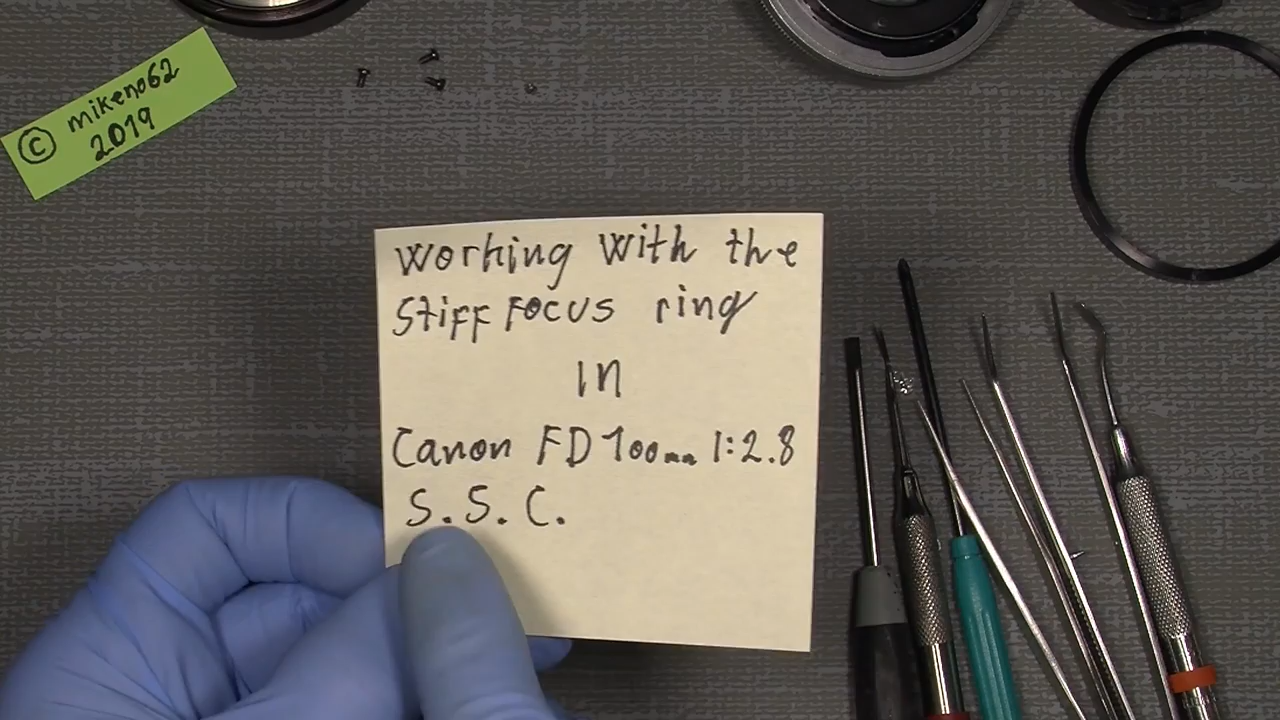 © mikeno62
2019
Working with the
Stiff Focus ring
in
Canon FD 100mm 1:2.8
S.S.C.